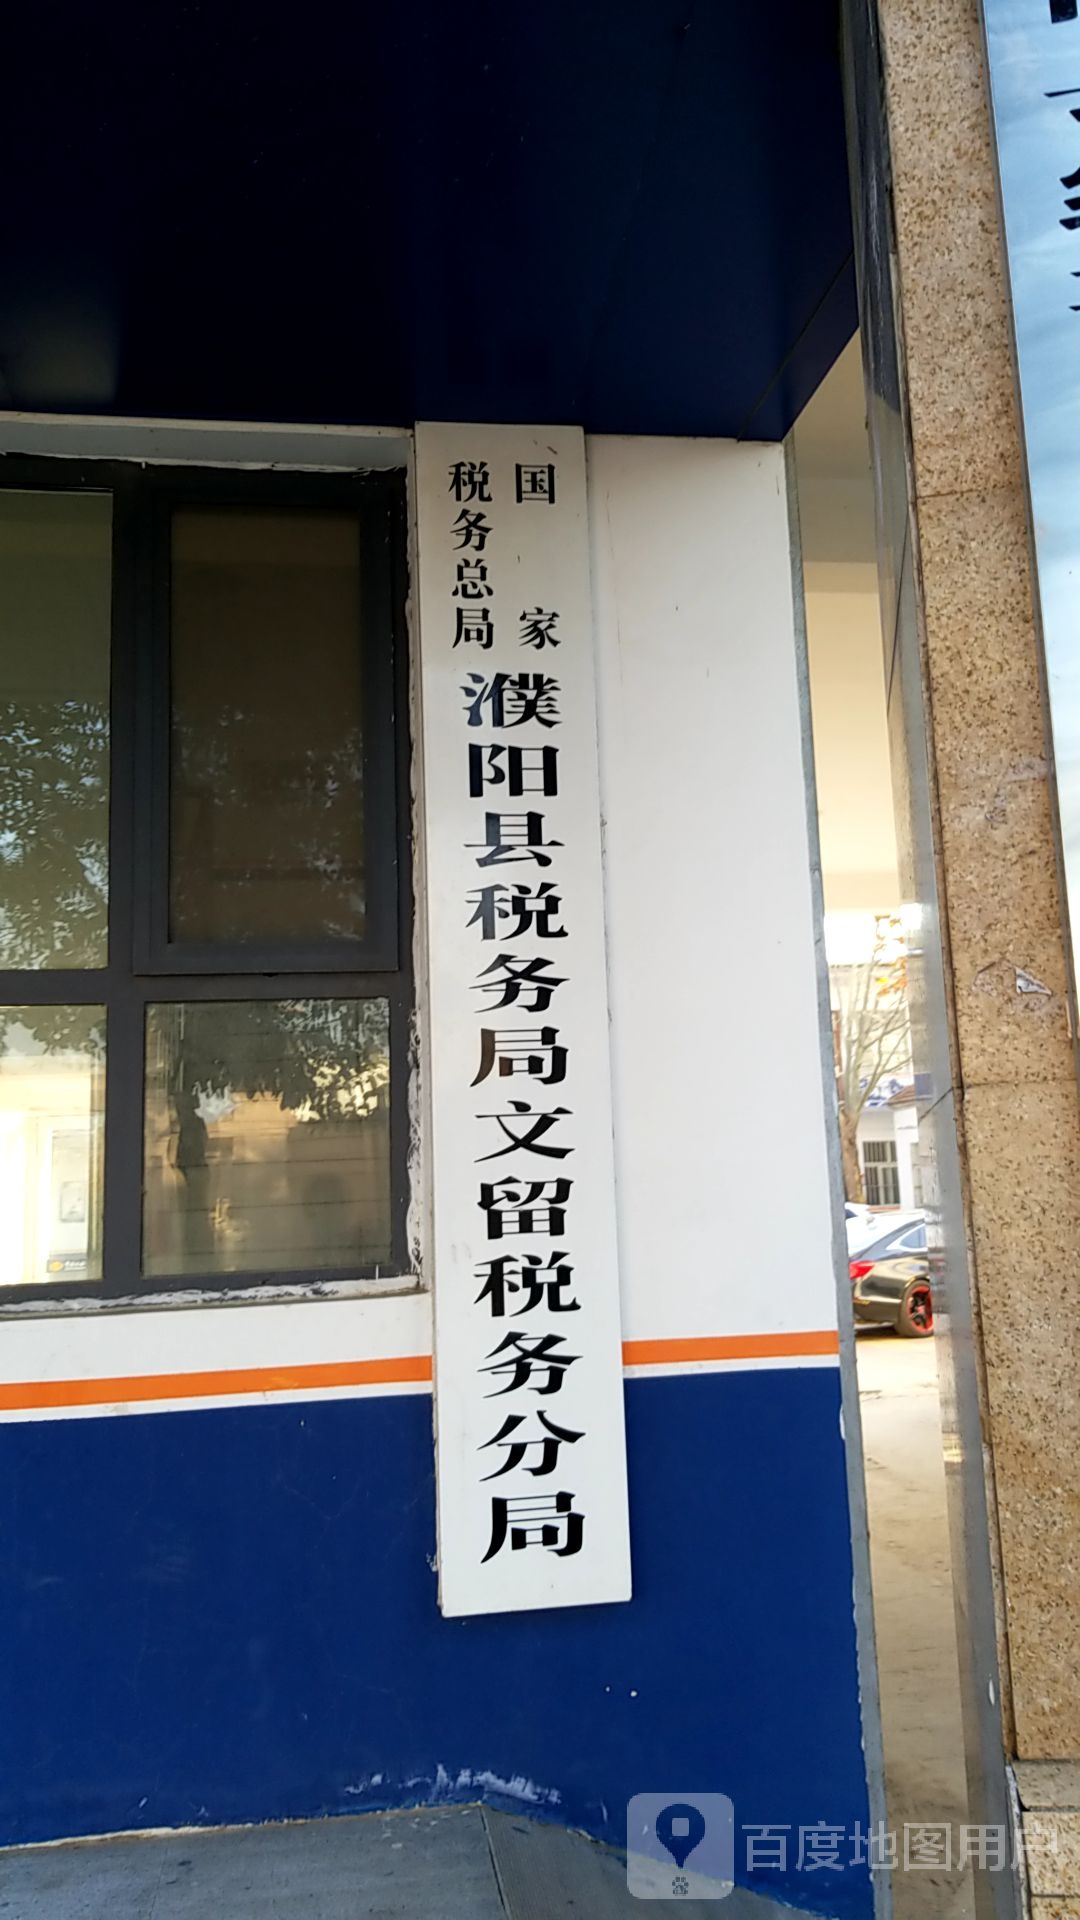 国家
税务总局
濮阳县税务局文留税务分局
百度地图用户